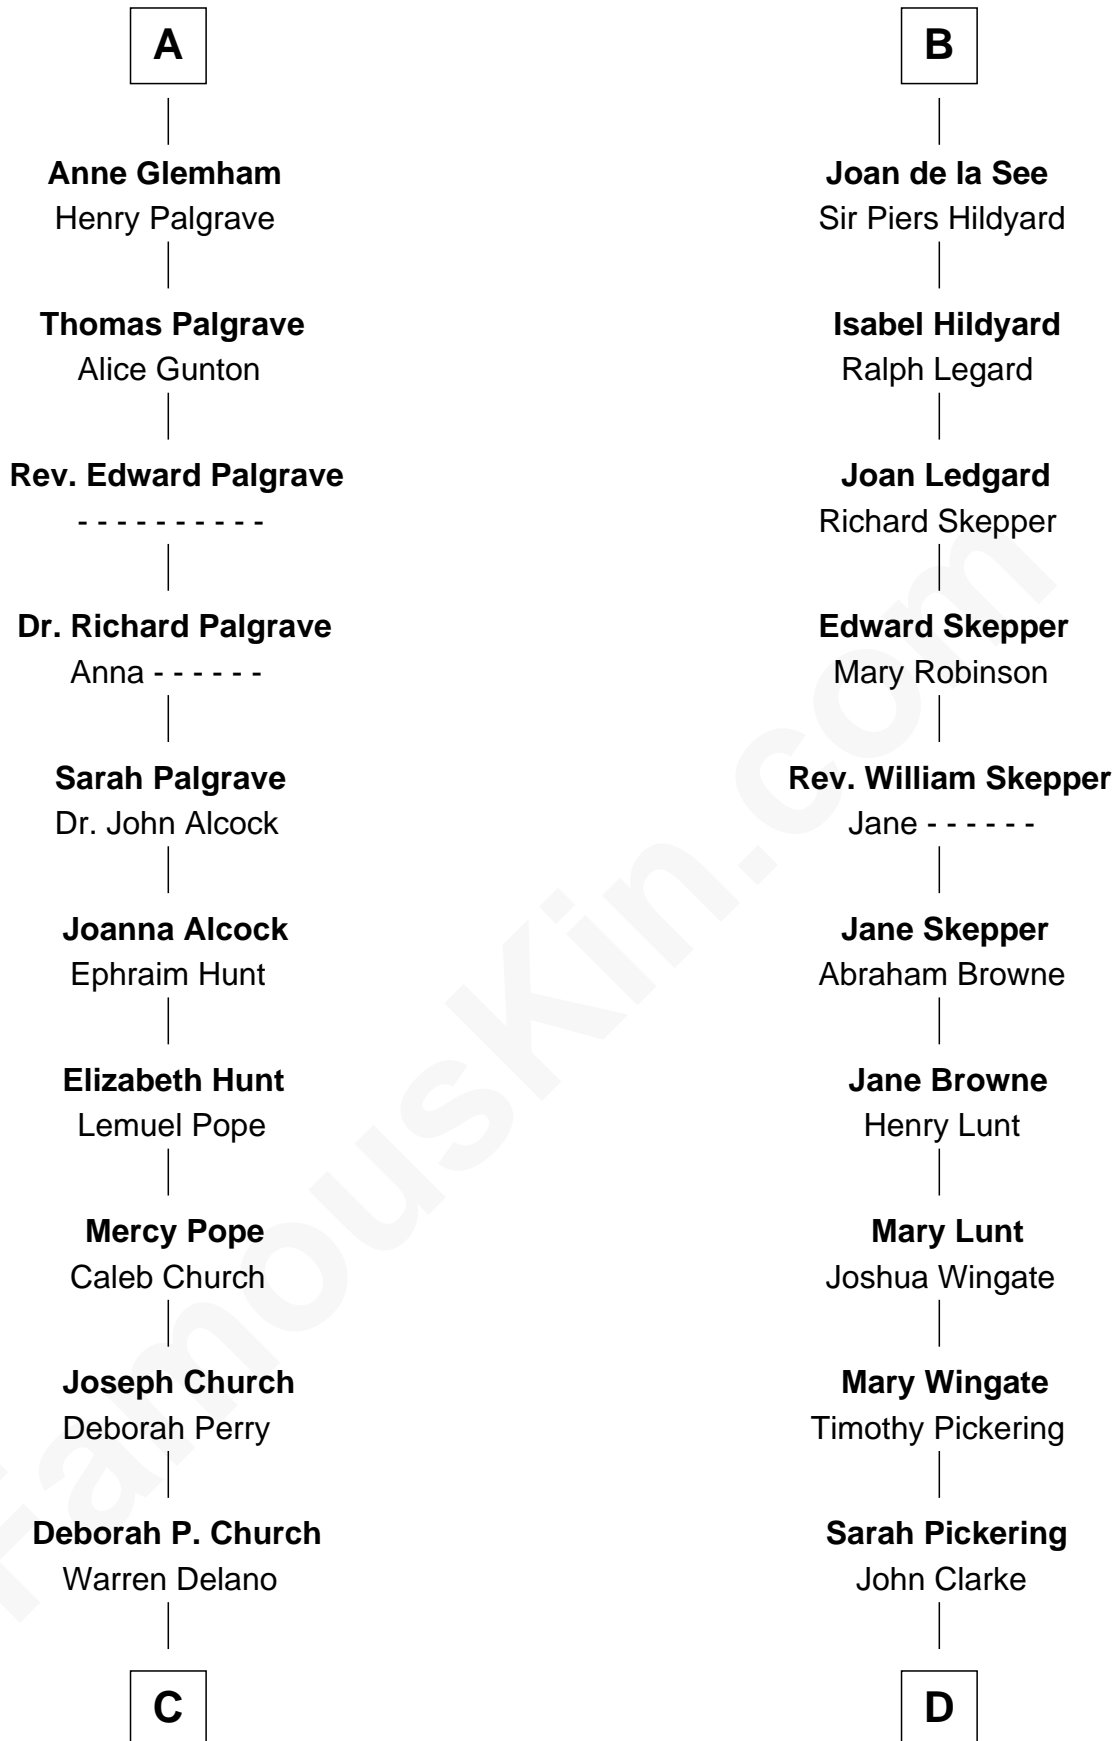 A
Anne Glemham
Henry Palgrave
Thomas Palgrave
Alice Gunton
Rev. Edward Palgrave
- - - - - - - - - -
Dr. Richard Palgrave
Anna - - - - - -
Sarah Palgrave
Dr. John Alcock
Joanna Alcock
Ephraim Hunt
Elizabeth Hunt
Lemuel Pope
Mercy Pope
Caleb Church
Joseph Church
Deborah Perry
Deborah P. Church
Warren Delano
C
B
Joan de la See
Sir Piers Hildyard
Isabel Hildyard
Ralph Legard
Joan Ledgard
Richard Skepper
Edward Skepper
Mary Robinson
Rev. William Skepper
Jane - - - - - -
Jane Skepper
Abraham Browne
Jane Browne
Henry Lunt
Mary Lunt
Joshua Wingate
Mary Wingate
Timothy Pickering
Sarah Pickering
John Clarke
D
FamousKin.com